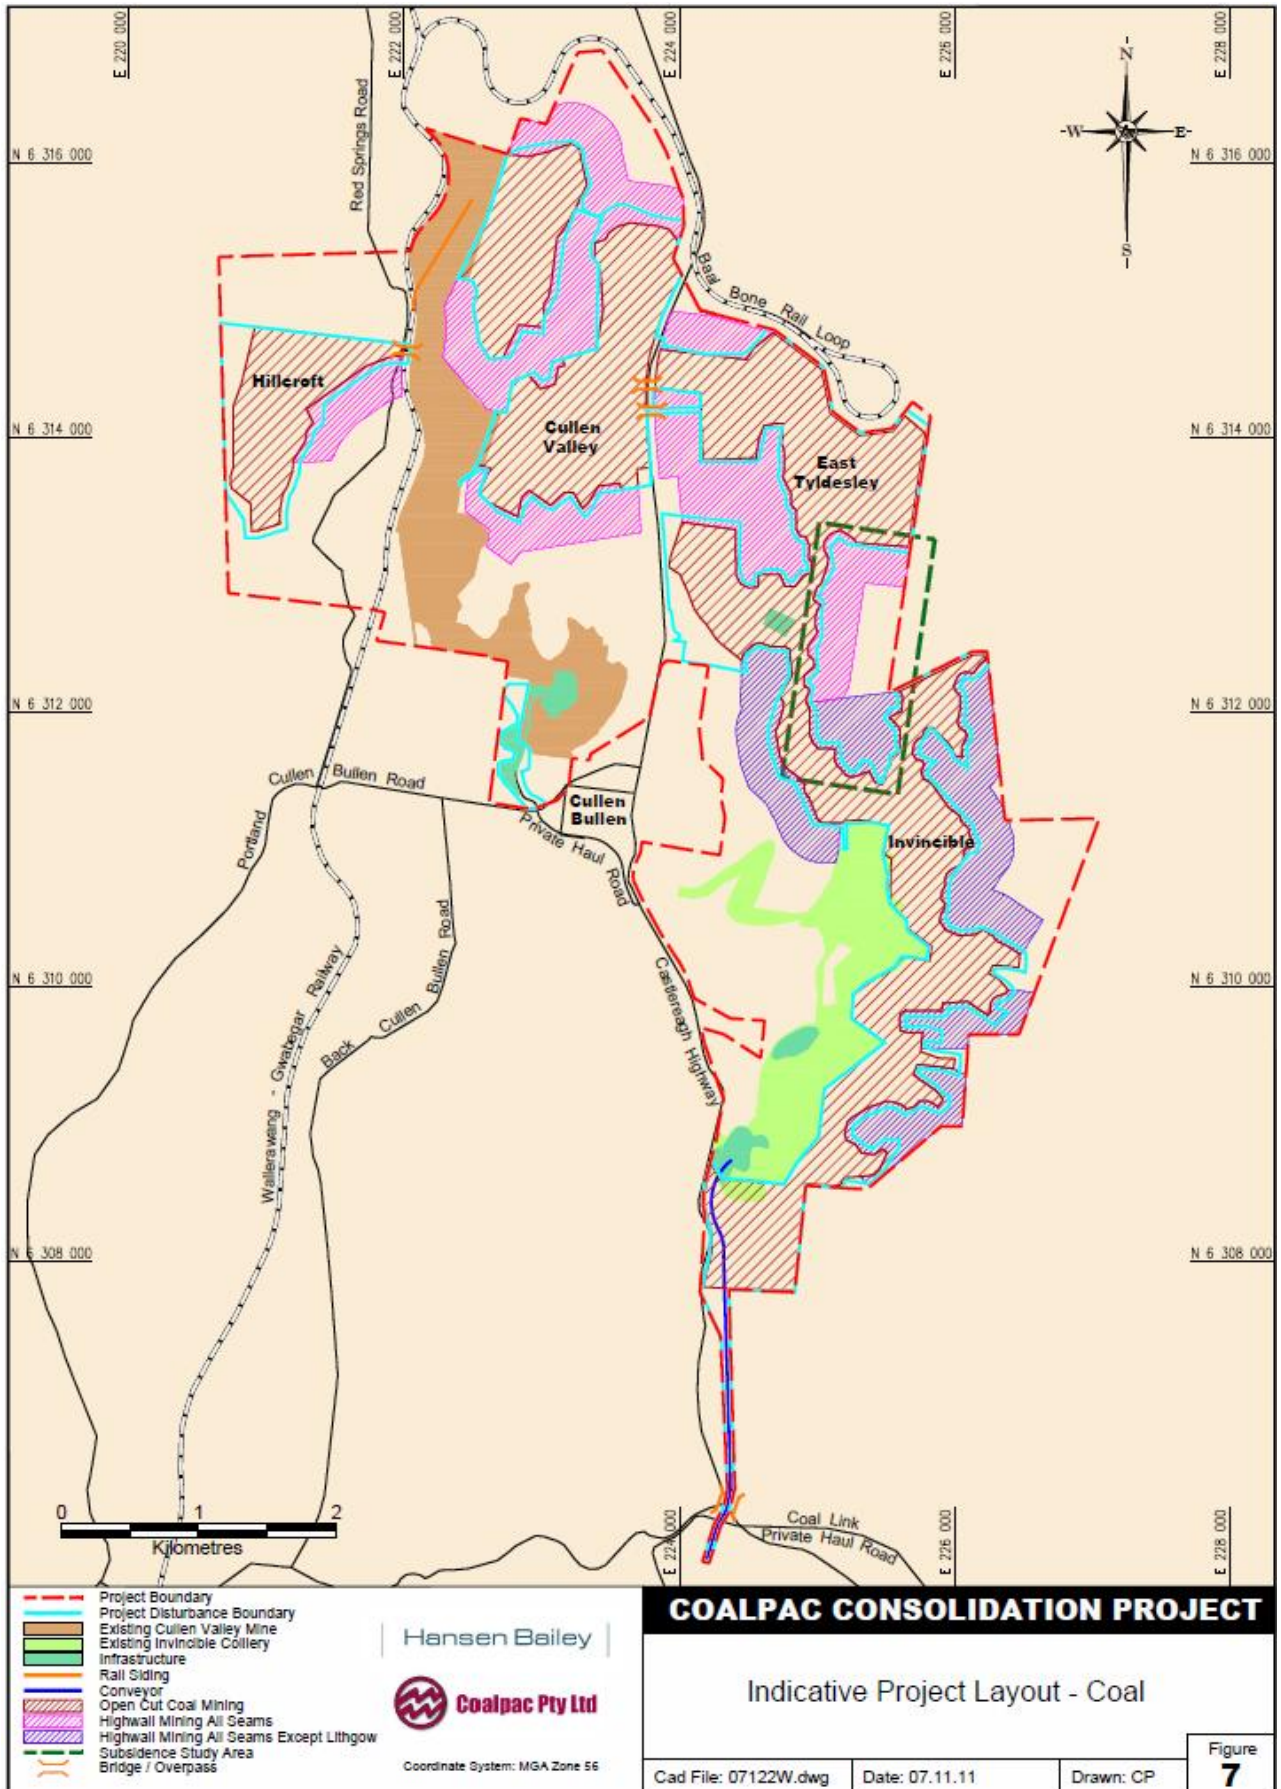 E 220 000
E 222 000
E 224 000
E 226 000
E 228 000
N
W
E
S
N 6 316 000
N 6 316 000
Red Springs Road
Baal Bone Rail Loop
Hillcroft
N 6 314 000
N 6 314 000
Cullen
Valley
East
Tyldesley
N 6 312 000
N 6 312 000
Cullen Bullen Road
Portland
Cullen
Bullen
Private Haul Road
Invincible
Back Cullen Bullen Road
Wallerawang - Gwabegar Railway
Castlereagh Highway
N 6 310 000
N 6 310 000
N 6 308 000
N 6 308 000
0 1 2
Kilometres
E 224 000
E 226 000
E 228 000
Coal Link
Private Haul Road
Project Boundary
Project Disturbance Boundary
Existing Cullen Valley Mine
Existing Invincible Colliery
Infrastructure
Rail Siding
Conveyor
Open Cut Coal Mining
Highwall Mining All Seams
Highwall Mining All Seams Except Lithgow
Subsidence Study Area
Bridge / Overpass
Hansen Bailey
Coalpac Pty Ltd
Coordinate System: MGA Zone 56
COALPAC CONSOLIDATION PROJECT
Indicative Project Layout - Coal
Cad File: 07122W.dwg
Date: 07.11.11
Drawn: CP
Figure
7